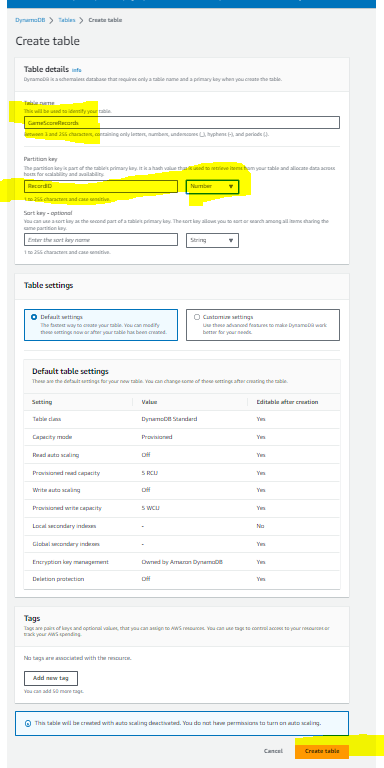 DynamoDB > Tables > Create table
Create table
Table details Info
DynamoDB is a schemaless database that requires only a table name and a primary key when you create the table.
Table name
This will be used to identify your table.
GameScoreRecords
Between 3 and 255 characters, containing only letters, numbers, underscores (_), hyphens (-), and periods (.).
Partition key
The partition key is part of the table's primary key. It is a hash value that is used to retrieve items from your table and allocate data across
hosts for scalability and availability.
RecordID Number
1 to 255 characters and case sensitive.
Sort key - optional
You can use a sort key as the second part of a table's primary key. The sort key allows you to sort or search among all items sharing the
same partition key.
Enter the sort key name String
1 to 255 characters and case sensitive.
Table settings
Default settings
The fastest way to create your table. You can modify
these settings now or after your table has been created.
Customize settings
Use these advanced features to make DynamoDB work
better for your needs.
Default table settings
These are the default settings for your new table. You can change some of these settings after creating the table.
Setting Value Editable after creation
Table class DynamoDB Standard Yes
Capacity mode Provisioned Yes
Read auto scaling Off Yes
Provisioned read capacity 5 RCU Yes
Write auto scaling Off Yes
Provisioned write capacity 5 WCU Yes
Local secondary indexes - No
Global secondary indexes - Yes
Encryption key management Owned by Amazon DynamoDB Yes
Deletion protection Off Yes
Tags
Tags are pairs of keys and optional values, that you can assign to AWS resources. You can use tags to control access to your resources or
track your AWS spending.
No tags are associated with the resource.
Add new tag
You can add 50 more tags.
This table will be created with auto scaling deactivated. You do not have permissions to turn on auto scaling.
Cancel Create table